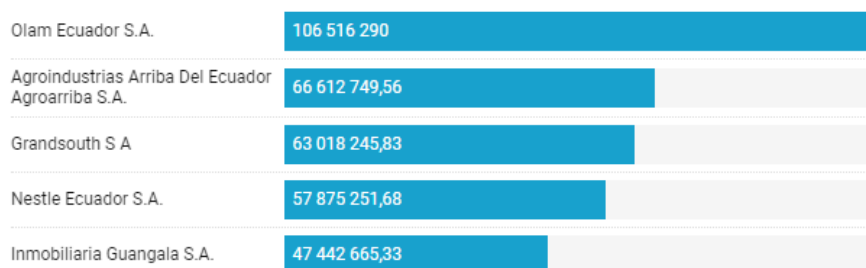 Olam Ecuador S.A.
106 516 290
Agroindustrias Arriba Del Ecuador
Agroarriba S.A.
66 612 749,56
Grandsouth S A
63 018 245,83
Nestle Ecuador S.A.
57 875 251,68
Inmobiliaria Guangala S.A.
47 442 665,33